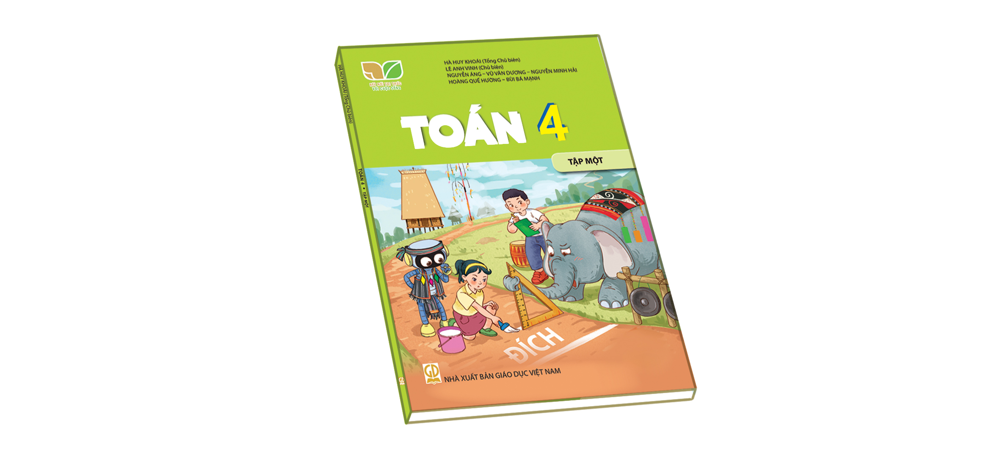 HÀ HUY KHOÁI (Tổng Chủ biên)
LÊ ANH VINH (Chủ biên)
NGUYỄN ÁNG – VŨ VĂN DƯƠNG – NGUYỄN MINH HẢI
HOÀNG QUẾ HƯỜNG – BÙI BÁ MẠNH
KẾT NỐI TRI THỨC
VỚI CUỘC SỐNG
TOÁN 4
TẬP MỘT
ĐÍCH
GD
NHÀ XUẤT BẢN GIÁO DỤC VIỆT NAM
HÀ HUY KHOÁI (Tổng Chủ biên)
TOÁN 4 • TẬP MỘT
GD